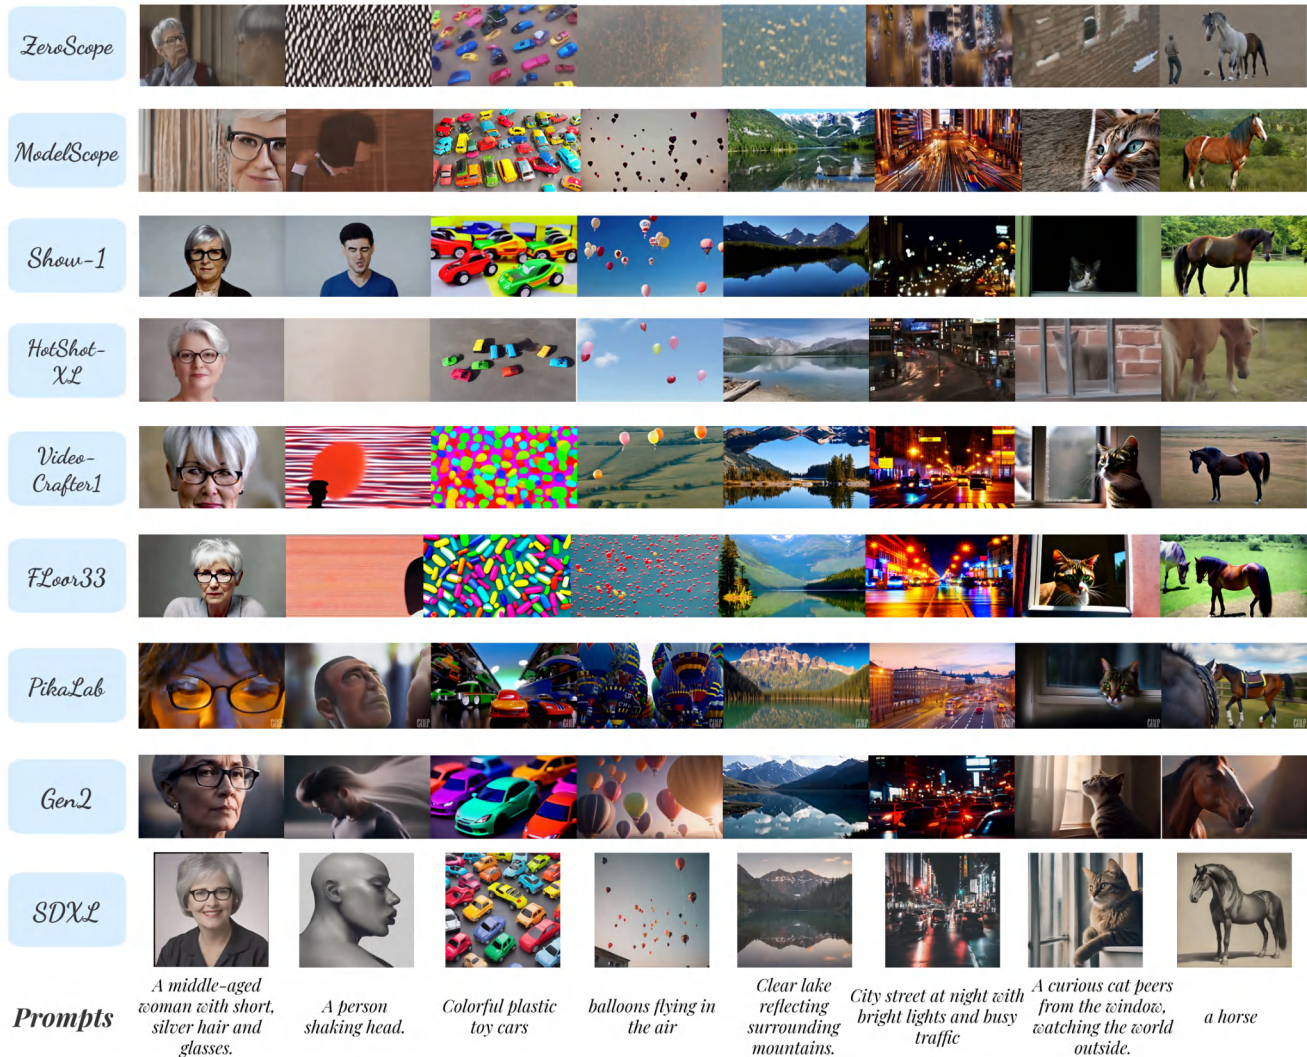 ZeroScope
ModelScope
Show-1
HotShot-
XL
Video-
Crafter1
FLoor33
PikaLab
Gen2
SDXL
Prompts
A middle-aged
woman with short,
silver hair and
glasses.
A person
shaking head.
Colorful plastic
toy cars
balloons flying in
the air
Clear lake
reflecting
surrounding
mountains.
City street at night with
bright lights and busy
traffic
A curious cat peers
from the window,
watching the world
outside.
a horse